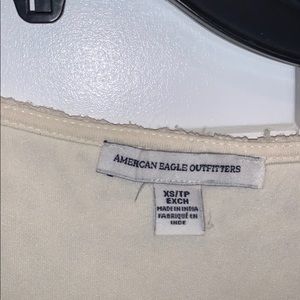 AMERICAN EAGLE OUTFITTERS
XS/TP
EXCH
MADE IN INDIA
FABRIQUÉ EN
INDE